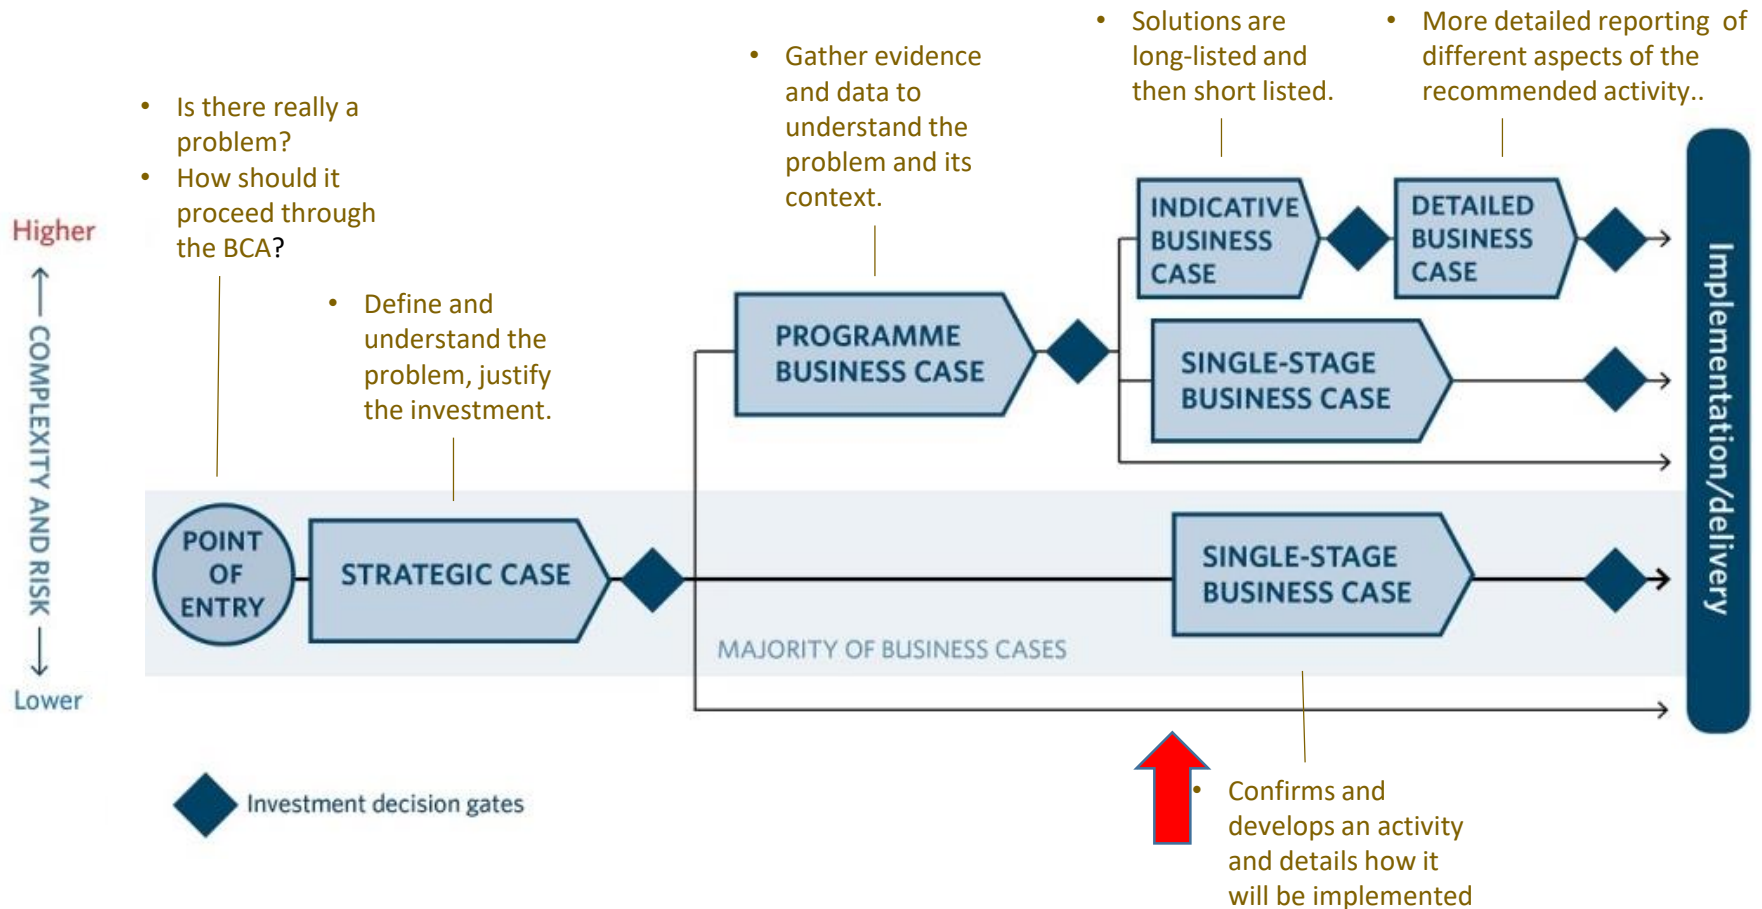 • Is there really a
problem?
• How should it
proceed through
the BCA?
• Define and
understand the
problem, justify
the investment.
• Gather evidence
and data to
understand the
problem and its
context.
• Solutions are
long-listed and
then short listed.
• More detailed reporting of
different aspects of the
recommended activity..
Higher
COMPLEXITY AND RISK
Lower
POINT
OF
ENTRY
STRATEGIC CASE
PROGRAMME
BUSINESS CASE
INDICATIVE
BUSINESS
CASE
DETAILED
BUSINESS
CASE
SINGLE-STAGE
BUSINESS CASE
SINGLE-STAGE
BUSINESS CASE
MAJORITY OF BUSINESS CASES
Implementation/delivery
Investment decision gates
• Confirms and
develops an activity
and details how it
will be implemented